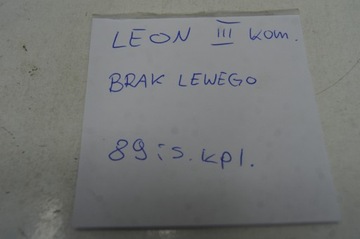 LEON III kom.
BRAK LEWEGO
89 i s. kpl.